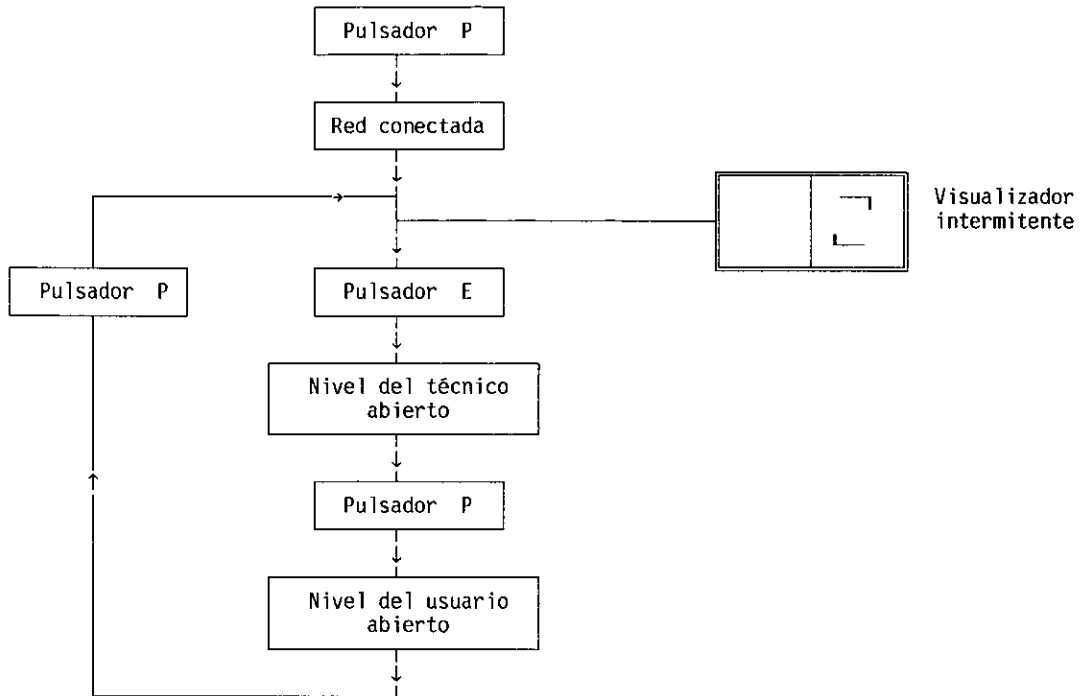 Pulsador P
Red conectada
Visualizador
intermitente
Pulsador P
Pulsador E
Nivel del técnico
abierto
Pulsador P
Nivel del usuario
abierto